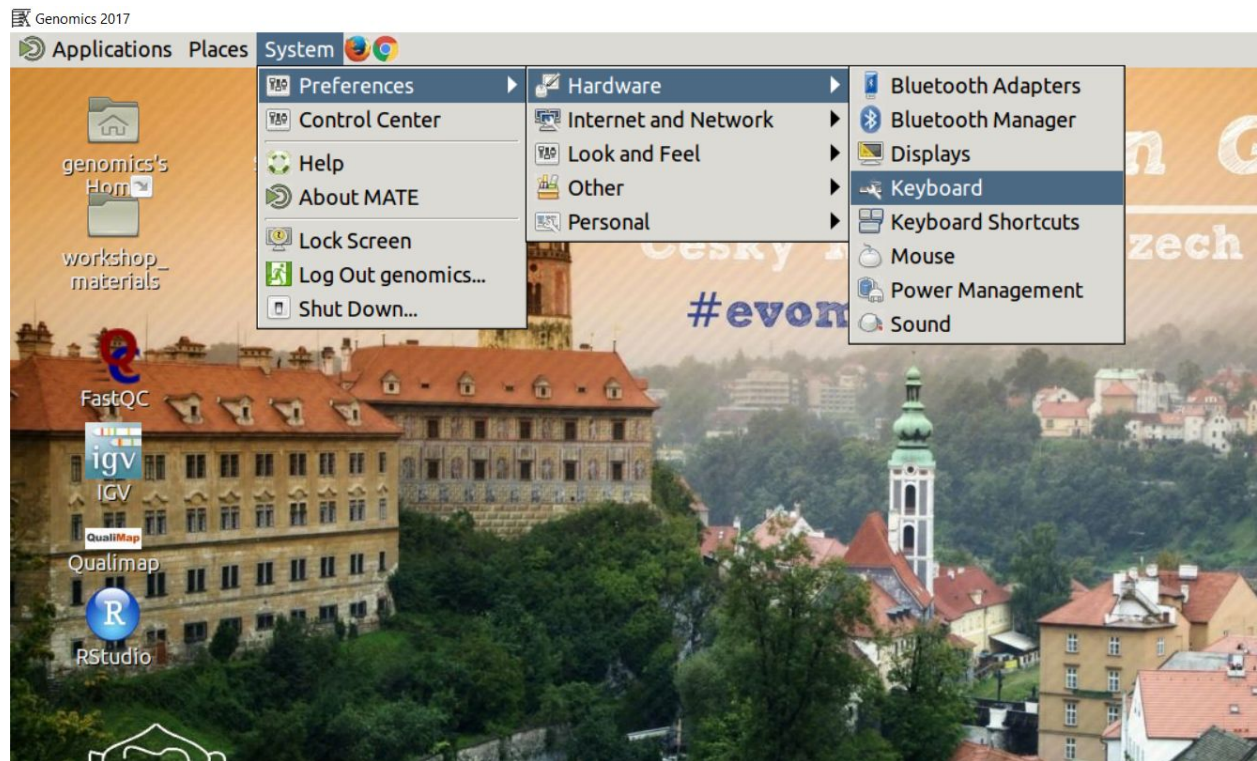 Genomics 2017
Applications Places System
Preferences
Control Center
Help
About MATE
Lock Screen
Log Out genomics...
Shut Down...
Hardware
Internet and Network
Look and Feel
Other
Personal
Bluetooth Adapters
Bluetooth Manager
Displays
Keyboard
Keyboard Shortcuts
Mouse
Power Management
Sound
genomics's
Hom
workshop_
materials
FastQC
igv
IGV
QualiMap
Qualimap
R
RStudio
n G
Česky zech
#evom